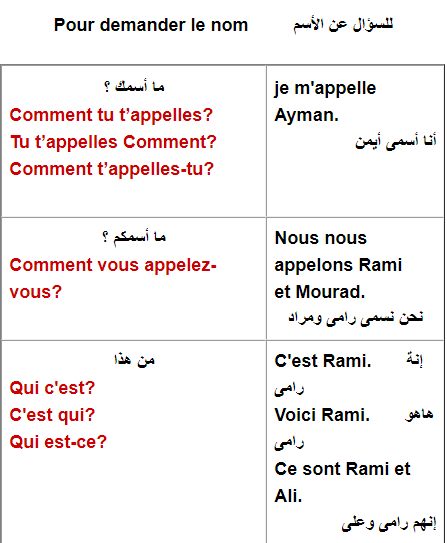 Pour demander le nom للسؤال عن الأسم
ما أسمك ؟
Comment tu t’appelles?
Tu t’appelles Comment?
Comment t’appelles-tu?
je m'appelle
Ayman.
أنا أسمى أيمن
ما أسمكم ؟
Comment vous appelez-
vous?
Nous nous
appelons Rami
et Mourad.
نحن نسمى رامى ومراد
من هذا
Qui c'est?
C'est qui?
Qui est-ce?
C'est Rami. إنة
رامى
Voici Rami. هاهو
رامى
Ce sont Rami et
Ali.
إنهم رامى وعلى